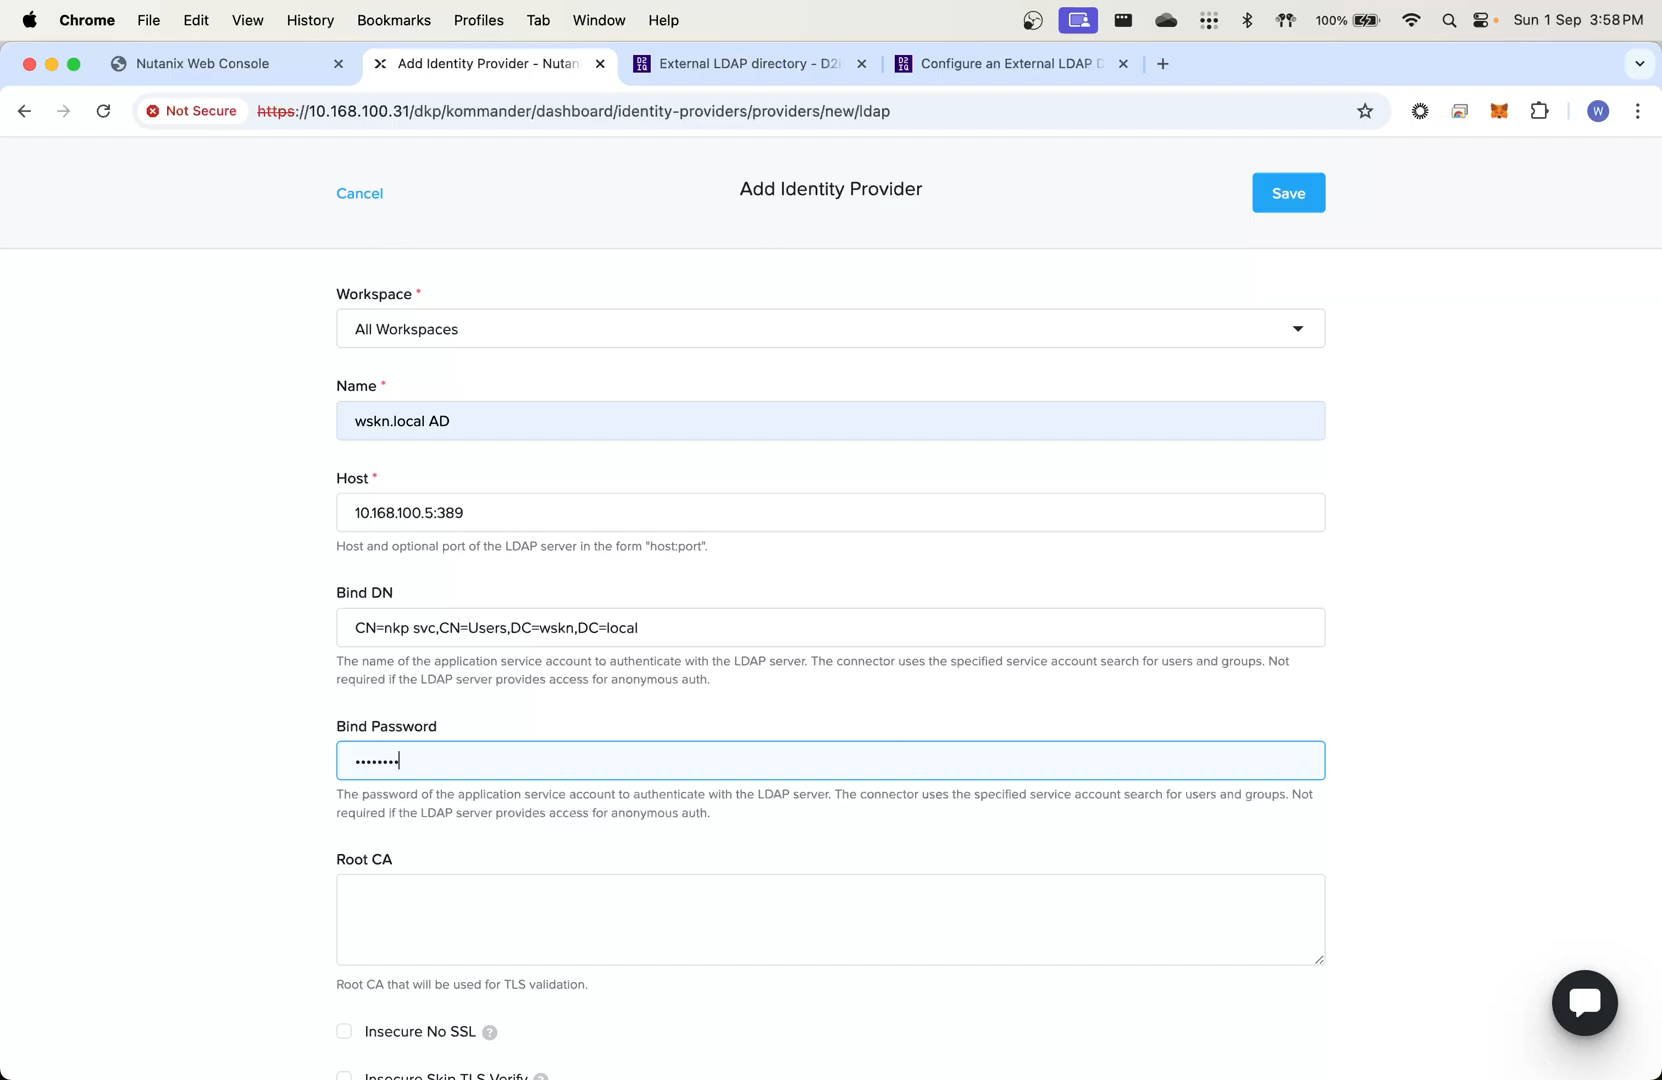 Chrome File Edit View History Bookmarks Profiles Tab Window Help 100% Sun 1 Sep 3:58 PM
Nutanix Web Console Add Identity Provider - Nutan External LDAP directory - D2i Configure an External LDAP D
Not Secure https://10.168.100.31/dkp/kommander/dashboard/identity-providers/providers/new/ldap W
Cancel Add Identity Provider Save
Workspace *
All Workspaces
Name *
wskn.local AD
Host *
10.168.100.5:389
Host and optional port of the LDAP server in the form "host:port".
Bind DN
CN=nkp svc,CN=Users,DC=wskn,DC=local
The name of the application service account to authenticate with the LDAP server. The connector uses the specified service account search for users and groups. Not
required if the LDAP server provides access for anonymous auth.
Bind Password
••••••••
The password of the application service account to authenticate with the LDAP server. The connector uses the specified service account search for users and groups. Not
required if the LDAP server provides access for anonymous auth.
Root CA
Root CA that will be used for TLS validation.
Insecure No SSL ?
Insecure Skip TLS Verify ?